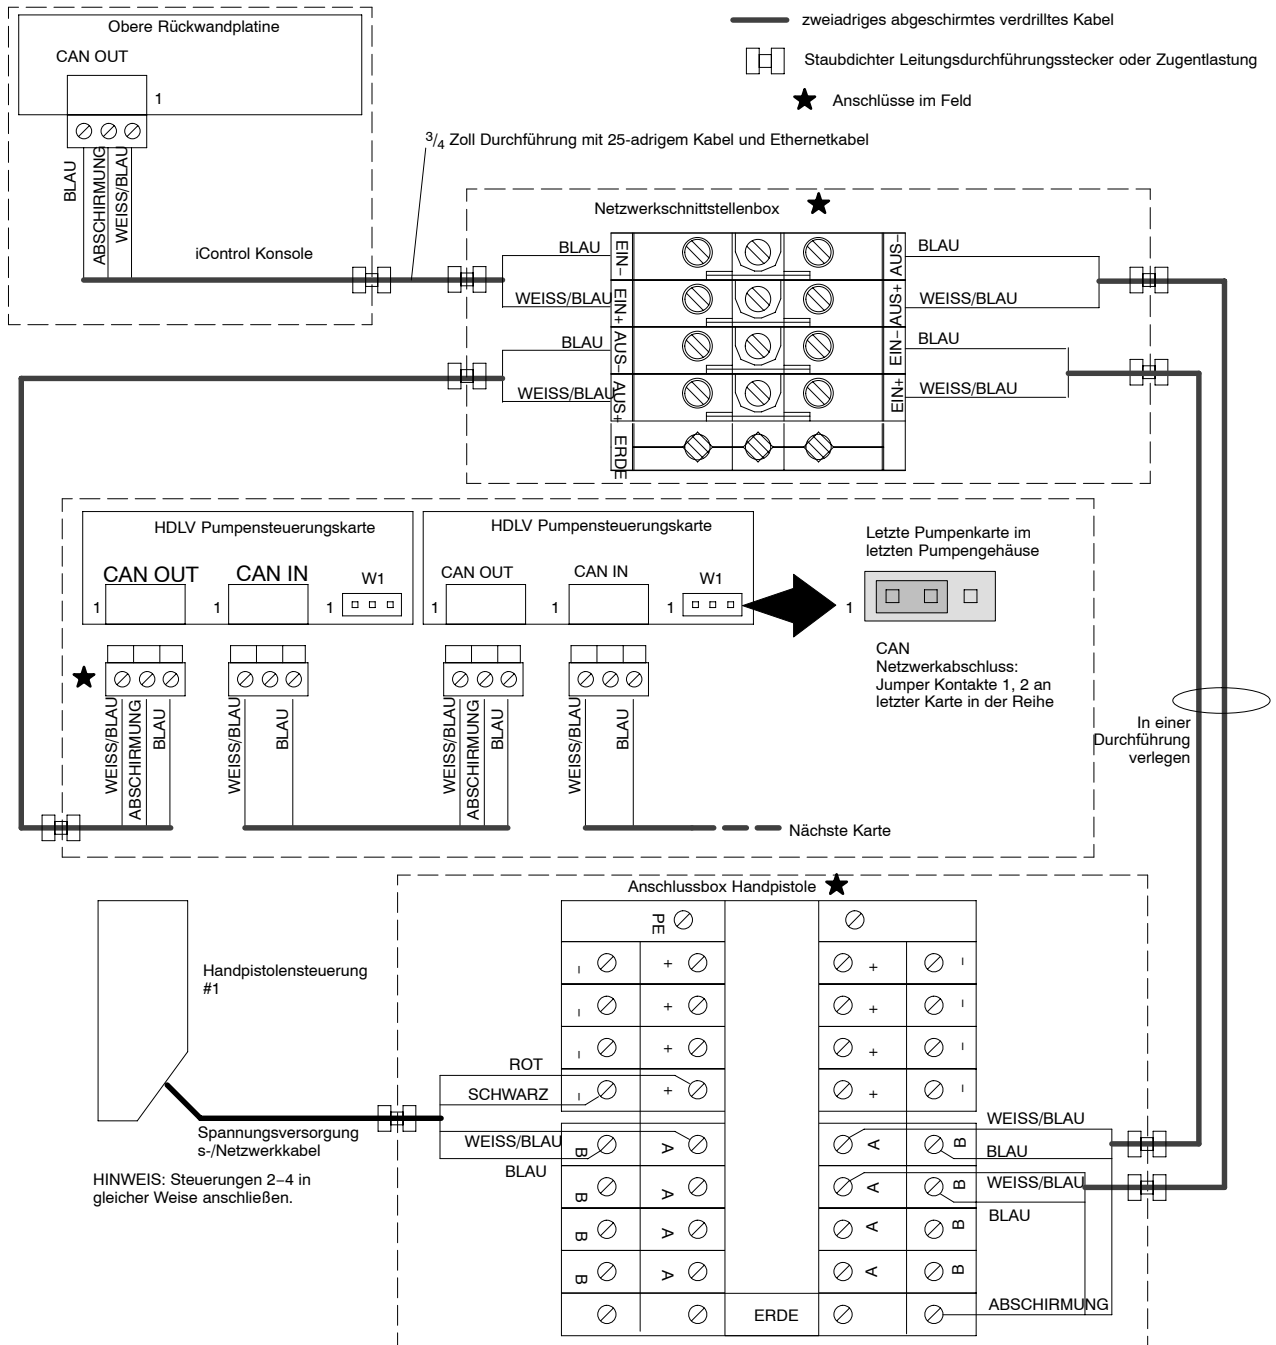 Obere Rückwandplatine
CAN OUT
1
BLAU
ABSCHIRMUNG
WEISS/BLAU
iControl Konsole
zweiadriges abgeschirmtes verdrilltes Kabel
Staubdichter Leitungsdurchführungsstecker oder Zugentlastung
Anschlüsse im Feld
3/4 Zoll Durchführung mit 25-adrigem Kabel und Ethernetkabel
Netzwerkschnittstellenbox
BLAU
EIN−
AUS−
BLAU
WEISS/BLAU
EIN+
AUS+
WEISS/BLAU
BLAU
AUS−
EIN−
BLAU
WEISS/BLAU
AUS+
EIN+
WEISS/BLAU
ERDE
HDLV Pumpensteuerungskarte
CAN OUT
CAN IN
W1
1
1
1
HDLV Pumpensteuerungskarte
CAN OUT
CAN IN
W1
1
1
1
Letzte Pumpenkarte im
letzten Pumpengehäuse
1
CAN
Netzwerkabschluss:
Jumper Kontakte 1, 2 an
letzter Karte in der Reihe
WEISS/BLAU
ABSCHIRMUNG
BLAU
WEISS/BLAU
BLAU
WEISS/BLAU
ABSCHIRMUNG
BLAU
WEISS/BLAU
BLAU
Nächste Karte
In einer
Durchführung
verlegen
Anschlussbox Handpistole
Handpistolensteuerung
#1
Spannungsversorgung
s-/Netzwerkkabel
HINWEIS: Steuerungen 2–4 in
gleicher Weise anschließen.
PE
− + + −
− + + −
− + + −
ROT
SCHWARZ
− + + −
WEISS/BLAU
BLAU
B A A B
WEISS/BLAU
BLAU
B A A B
WEISS/BLAU
BLAU
B A A B
B A A B
ERDE
ABSCHIRMUNG